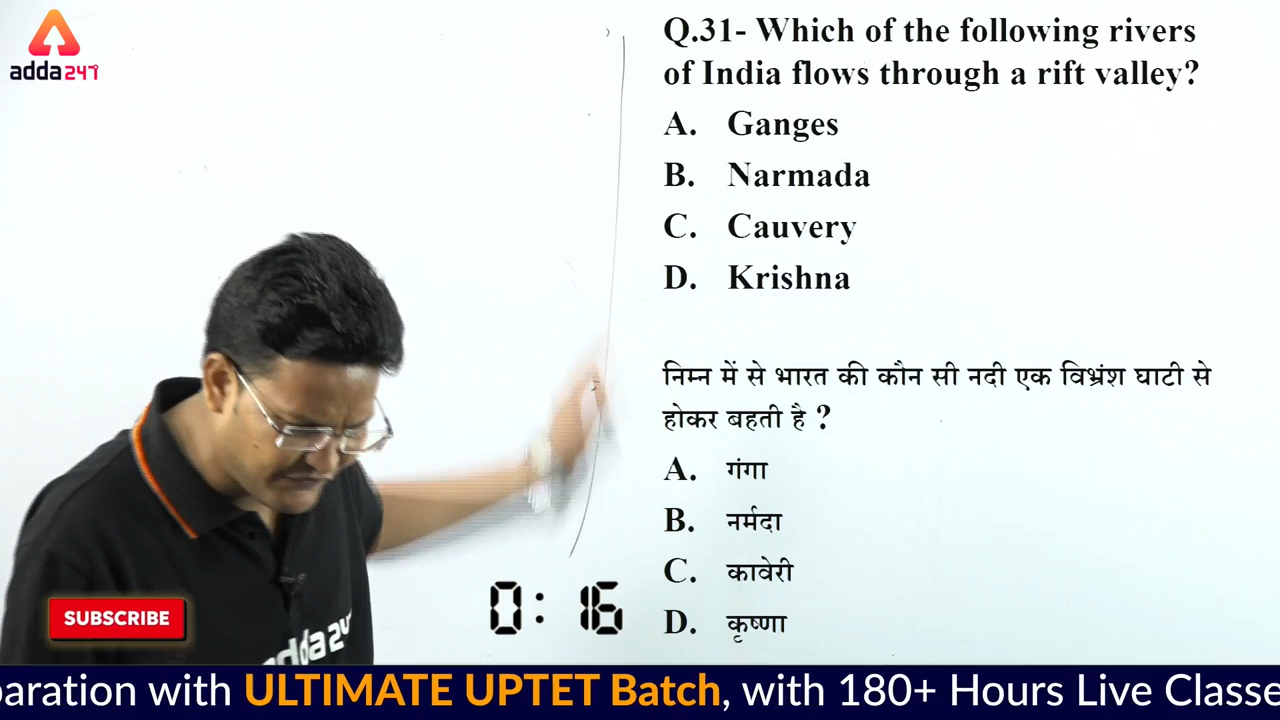 adda247
Q.31- Which of the following rivers
of India flows through a rift valley?
A. Ganges
B. Narmada
C. Cauvery
D. Krishna
निम्न में से भारत की कौन सी नदी एक विभ्रंश घाटी से
होकर बहती है ?
A. गंगा
B. नर्मदा
C. कावेरी
D. कृष्णा
0: 16
SUBSCRIBE
adda24
paration with ULTIMATE UPTET Batch, with 180+ Hours Live Classe